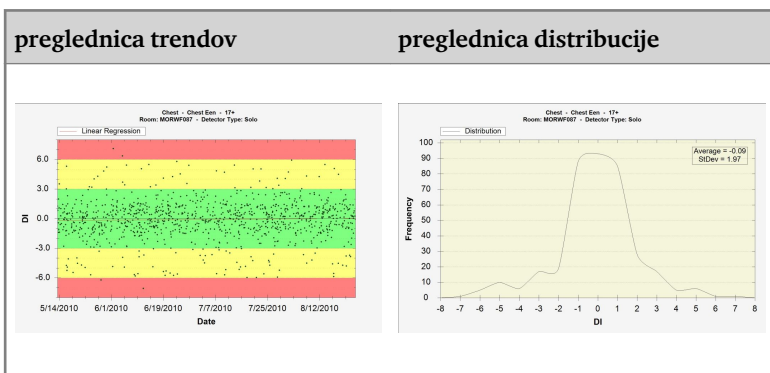 preglednica trendov
preglednica distribucije
Chest - Chest Een - 17+
Room: MORWF087 - Detector Type: Solo
Linear Regression
6.0
3.0
0.0
-3.0
-6.0
DI
5/14/2010 6/1/2010 6/19/2010 7/7/2010 7/25/2010 8/12/2010
Date
Chest - Chest Een - 17+
Room: MORWF087 - Detector Type: Solo
Distribution
Average = -0.09
StDev = 1.97
100
90
80
70
60
50
40
30
20
10
0
Frequency
-8 -7 -6 -5 -4 -3 -2 -1 0 1 2 3 4 5 6 7 8
DI